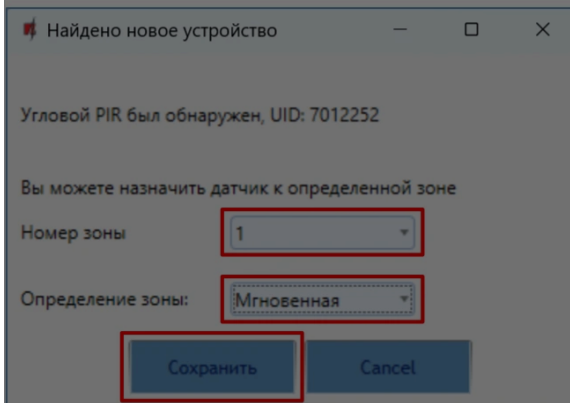 Найдено новое устройство
Угловой PIR был обнаружен, UID: 7012252
Вы можете назначить датчик к определенной зоне
Номер зоны 1
Определение зоны: Мгновенная
Сохранить Cancel